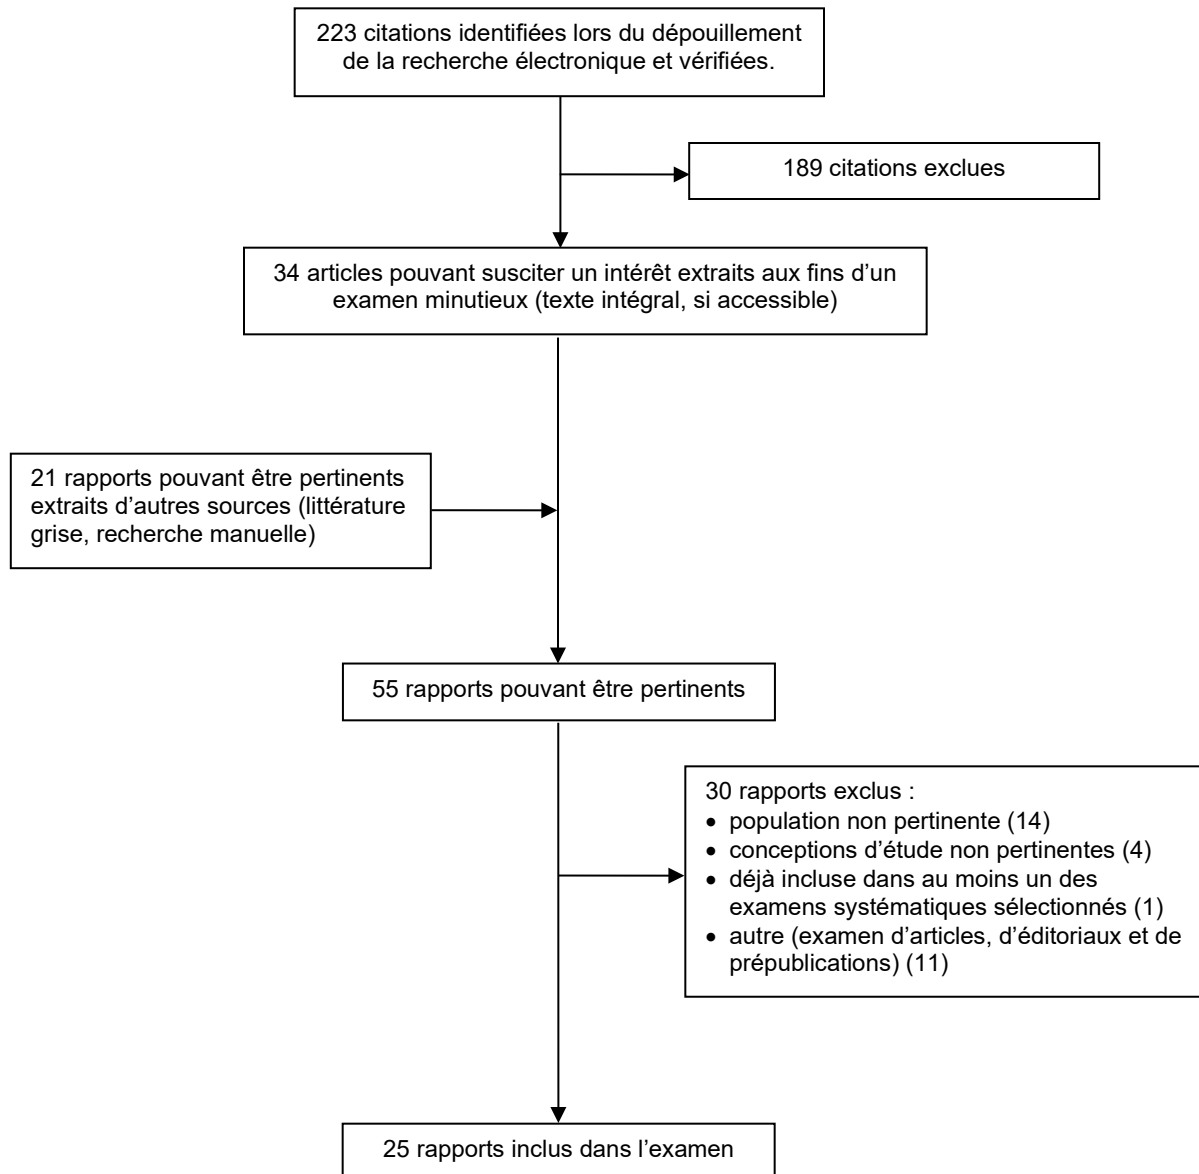 223 citations identifiées lors du dépouillement
de la recherche électronique et vérifiées.
189 citations exclues
34 articles pouvant susciter un intérêt extraits aux fins d’un
examen minutieux (texte intégral, si accessible)
21 rapports pouvant être pertinents
extraits d’autres sources (littérature
grise, recherche manuelle)
55 rapports pouvant être pertinents
30 rapports exclus :
• population non pertinente (14)
• conceptions d’étude non pertinentes (4)
• déjà incluse dans au moins un des
examens systématiques sélectionnés (1)
• autre (examen d’articles, d’éditoriaux et de
prépublications) (11)
25 rapports inclus dans l’examen